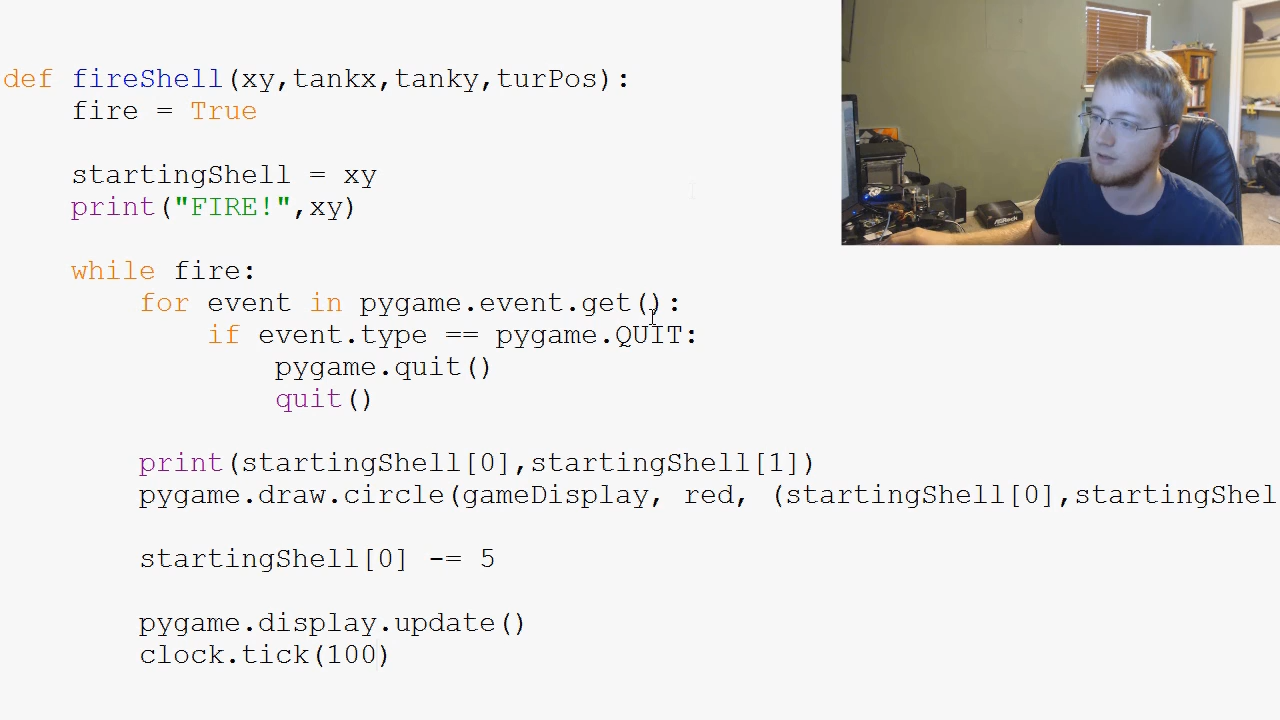 def fireShell(xy,tankx,tanky,turPos):
fire = True
startingShell = xy
print("FIRE!",xy)
while fire:
for event in pygame.event.get():
if event.type == pygame.QUIT:
pygame.quit()
quit()
print(startingShell[0],startingShell[1])
pygame.draw.circle(gameDisplay, red, (startingShell[0],startingShel
startingShell[0] -= 5
pygame.display.update()
clock.tick(100)